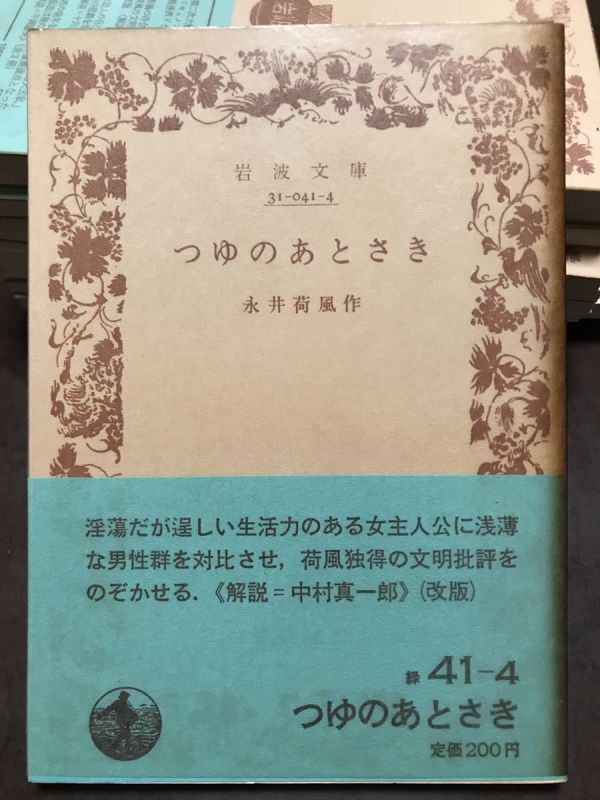 岩波文庫
31-041-4
つゆのあとさき
永井荷風作
淫蕩だが逞しい生活力のある女主人公に浅薄
な男性群を対比させ，荷風独得の文明批評を
のぞかせる．《解説＝中村真一郎》(改版)
緑 41-4
つゆのあとさき
定価200円